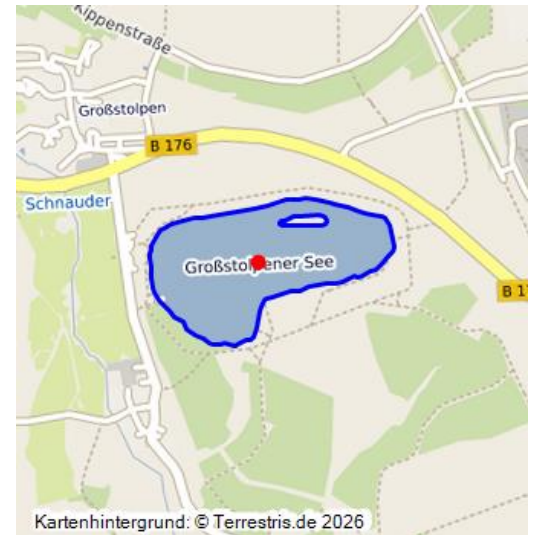 Kippenstraße
Großstolpen
B 176
Schnauder
Großstolpener See
B 17
Kartenhintergrund: © Terrestris.de 2026